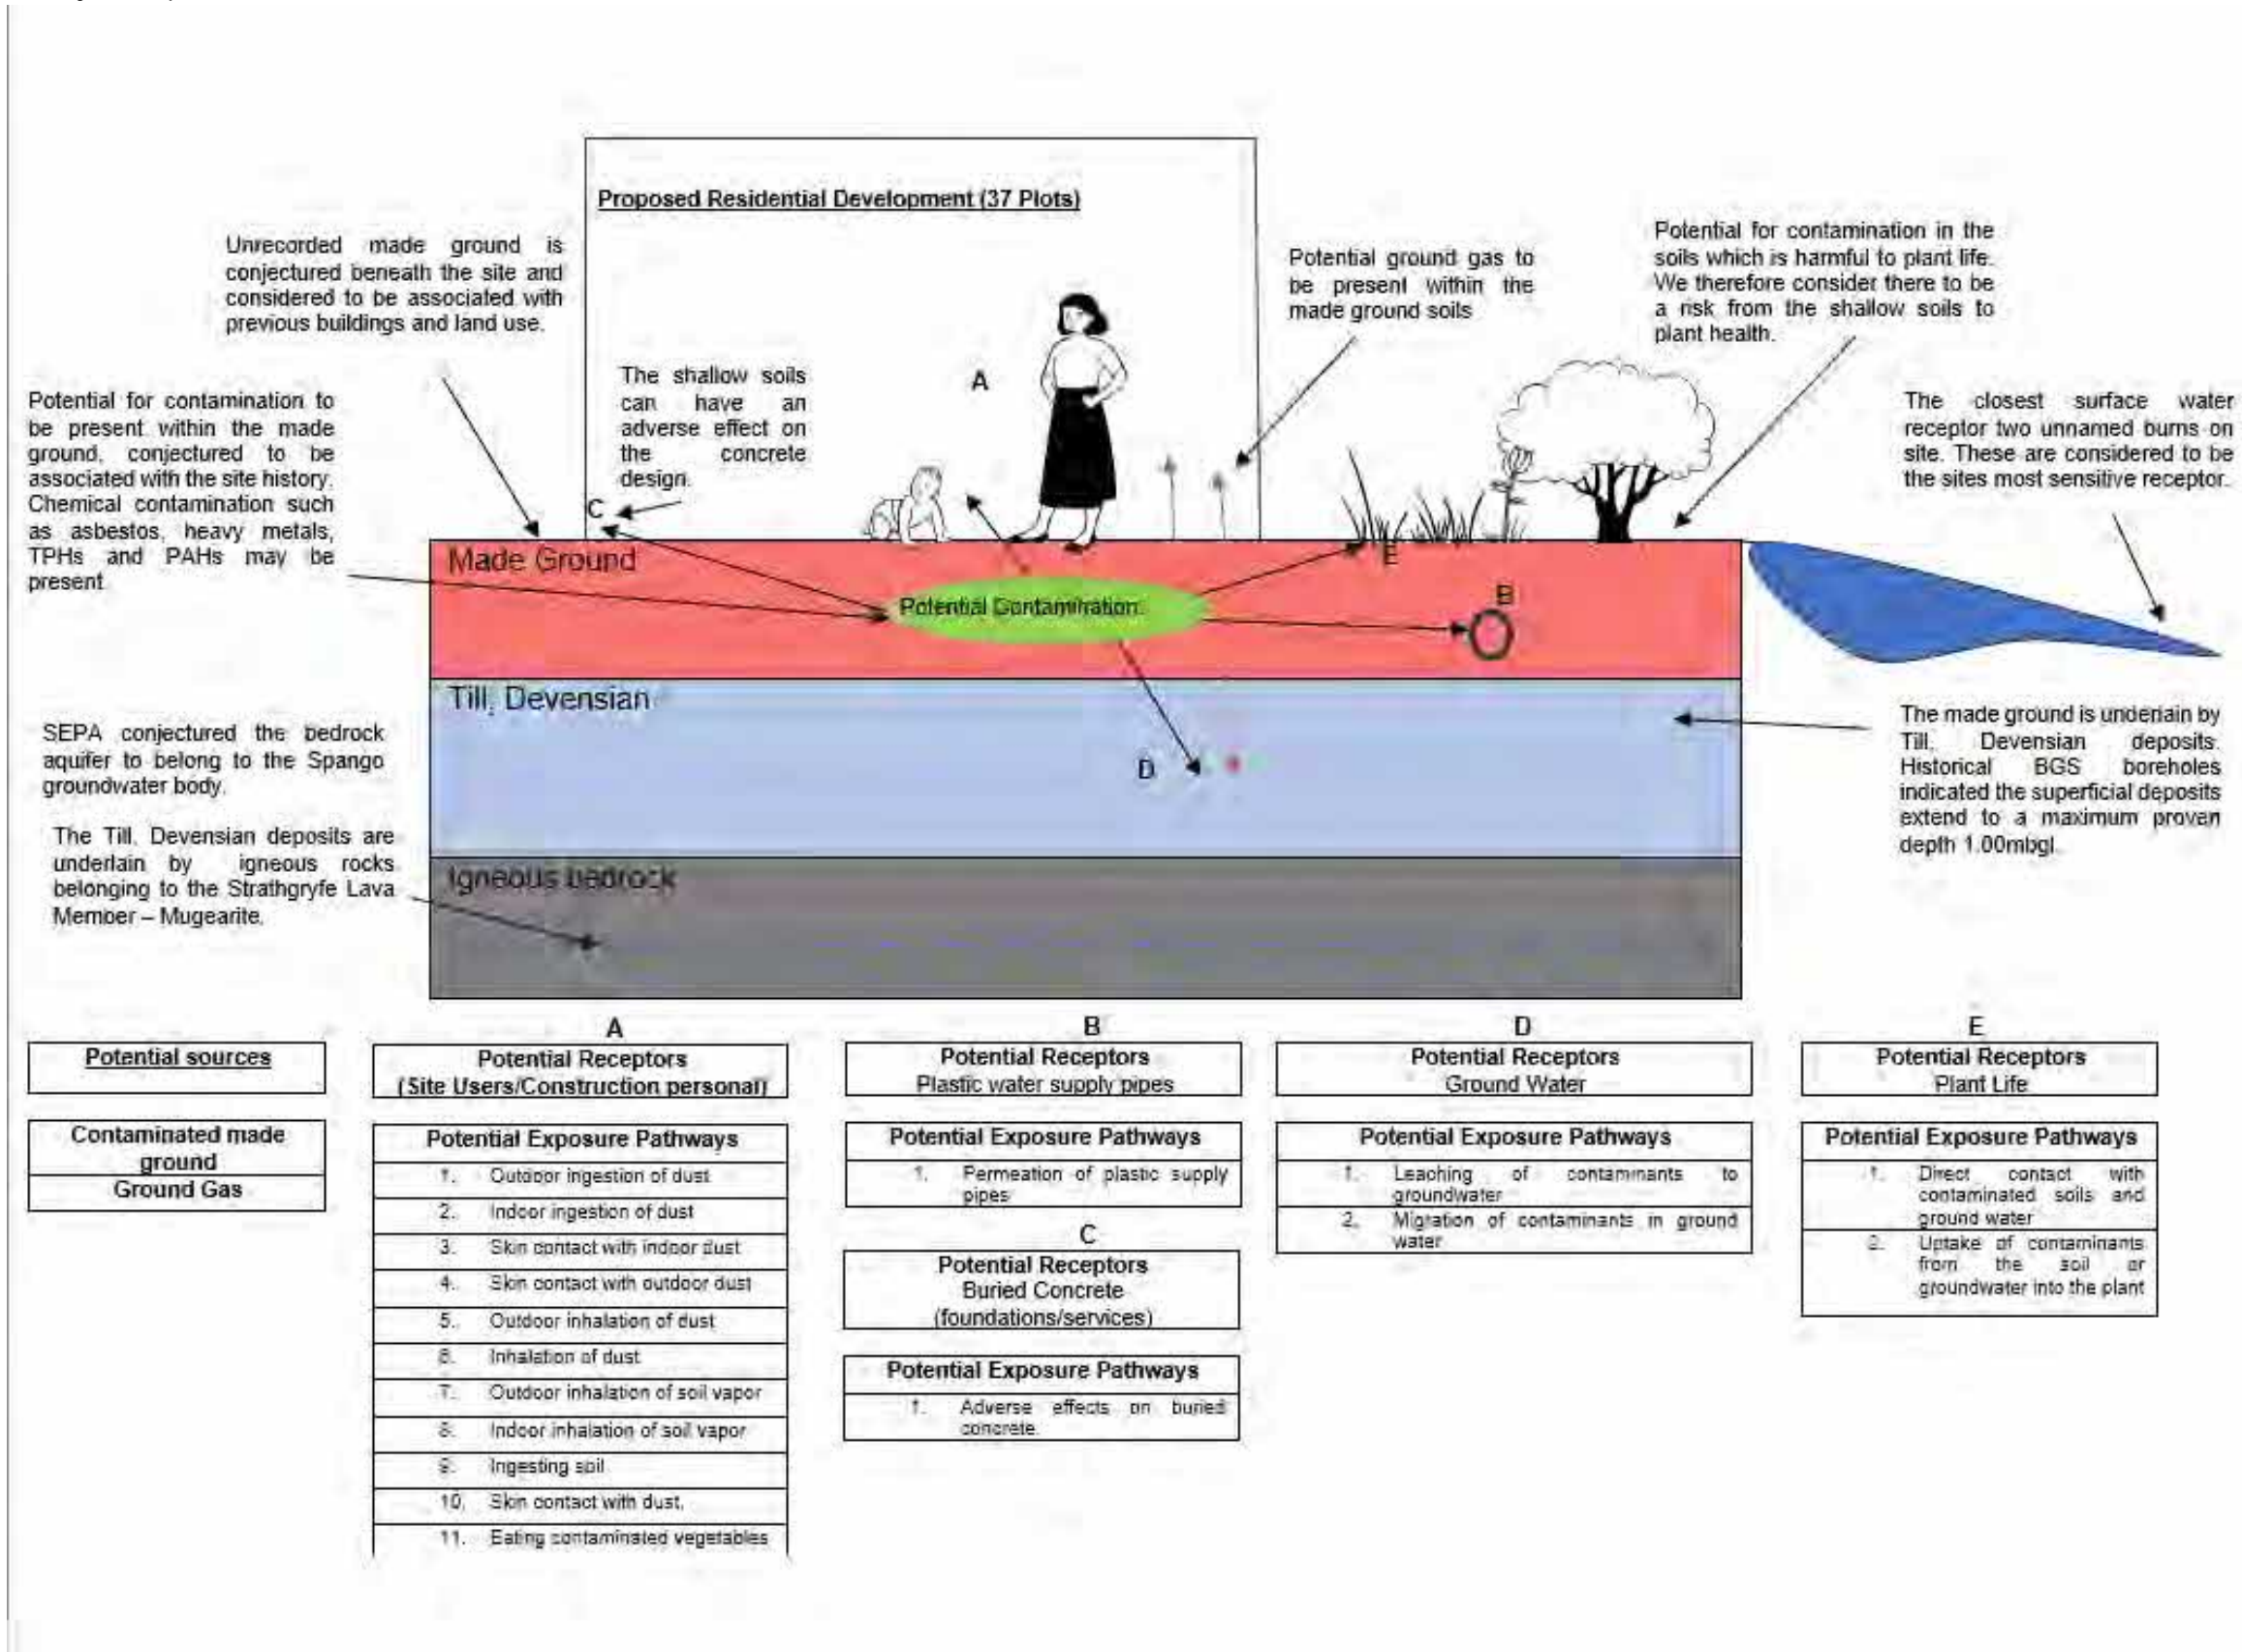 Proposed Residential Development (37 Plots)
Unrecorded made ground is
conjectured beneath the site and
considered to be associated with
previous buildings and land use.
Potential ground gas to
be present within the
made ground soils
Potential for contamination in the
soils which is harmful to plant life.
We therefore consider there to be
a risk from the shallow soils to
plant health.
The shallow soils
can have an
adverse effect on
the concrete
design.
A
Potential for contamination to
be present within the made
ground, conjectured to be
associated with the site history.
Chemical contamination such
as asbestos, heavy metals,
TPHs and PAHs may be
present.
The closest surface water
receptor two unnamed burns on
site. These are considered to be
the sites most sensitive receptor.
C
Made Ground
E
Potential Contamination.
B
Till, Devensian
D
SEPA conjectured the bedrock
aquifer to belong to the Spango
groundwater body.
The Till, Devensian deposits are
underlain by igneous rocks
belonging to the Strathgryfe Lava
Member – Mugearite.
The made ground is underlain by
Till, Devensian deposits.
Historical BGS boreholes
indicated the superficial deposits
extend to a maximum proven
depth 1.00mbgl.
Igneous bedrock
Potential sources
Contaminated made
ground
Ground Gas
A
Potential Receptors
(Site Users/Construction personal)
Potential Exposure Pathways
1. Outdoor ingestion of dust
2. Indoor ingestion of dust
3. Skin contact with indoor dust
4. Skin contact with outdoor dust
5. Outdoor inhalation of dust
6. Inhalation of dust
7. Outdoor inhalation of soil vapor
8. Indoor inhalation of soil vapor
9. Ingesting soil
10. Skin contact with dust.
11. Eating contaminated vegetables
B
Potential Receptors
Plastic water supply pipes
Potential Exposure Pathways
1. Permeation of plastic supply
pipes
C
Potential Receptors
Buried Concrete
(foundations/services)
Potential Exposure Pathways
1. Adverse effects on buried
concrete.
D
Potential Receptors
Ground Water
Potential Exposure Pathways
1. Leaching of contaminants to
groundwater
2. Migration of contaminants in ground
water
E
Potential Receptors
Plant Life
Potential Exposure Pathways
1. Direct contact with
contaminated soils and
ground water
2. Uptake of contaminants
from the soil or
groundwater into the plant